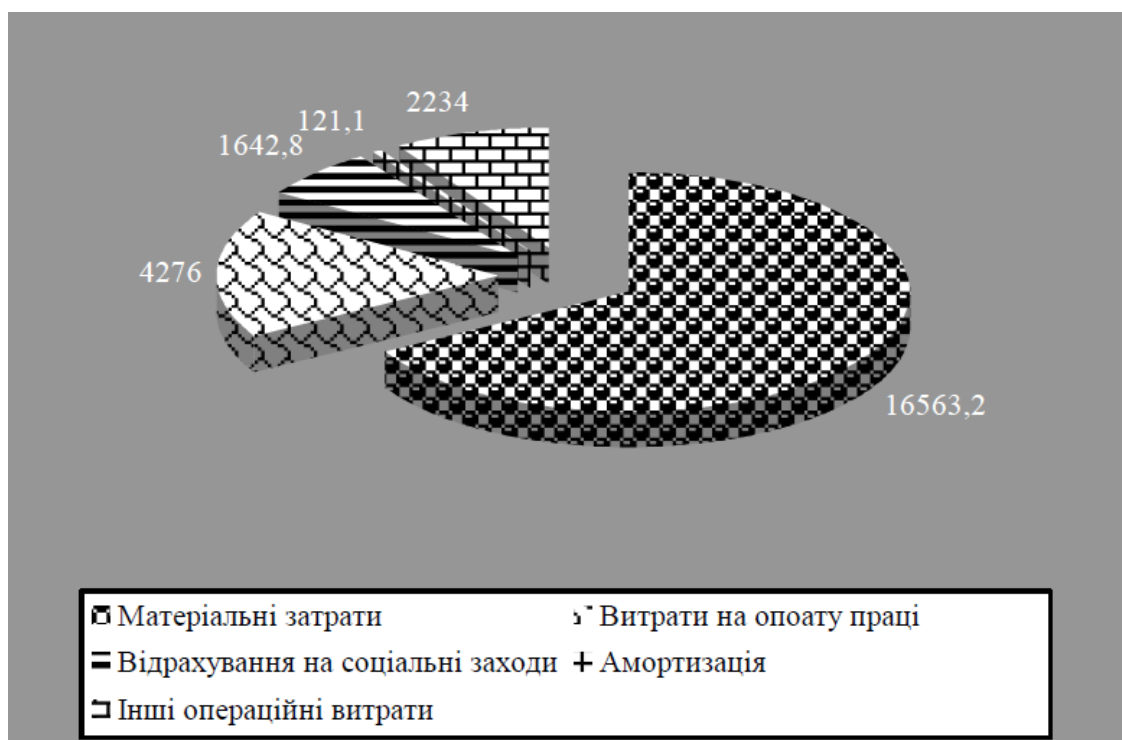 2234
121,1
1642,8
4276
16563,2
Матеріальні затрати
Витрати на опоату праці
Відрахування на соціальні заходи
Амортизація
Інші операційні витрати